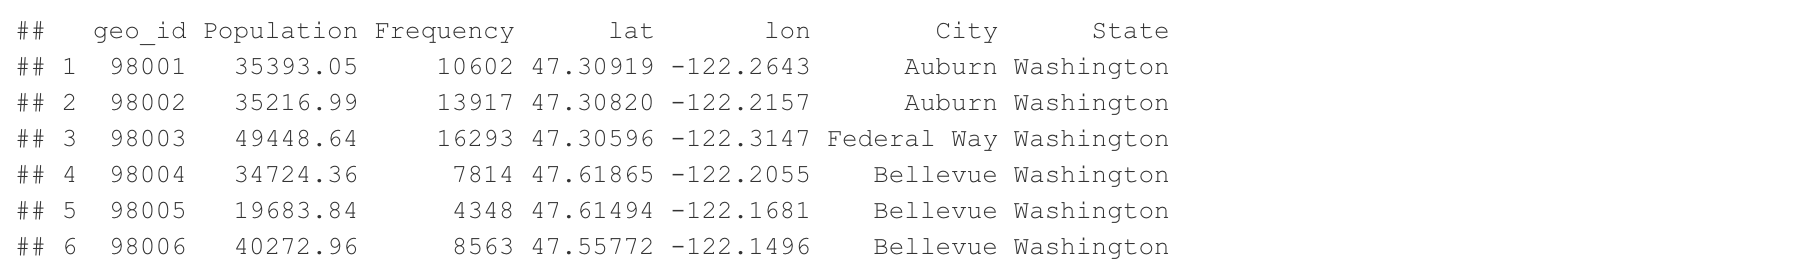 ##   geo_id Population Frequency      lat       lon        City      State
## 1  98001   35393.05     10602 47.30919 -122.2643      Auburn Washington
## 2  98002   35216.99     13917 47.30820 -122.2157      Auburn Washington
## 3  98003   49448.64     16293 47.30596 -122.3147 Federal Way Washington
## 4  98004   34724.36      7814 47.61865 -122.2055    Bellevue Washington
## 5  98005   19683.84      4348 47.61494 -122.1681    Bellevue Washington
## 6  98006   40272.96      8563 47.55772 -122.1496    Bellevue Washington